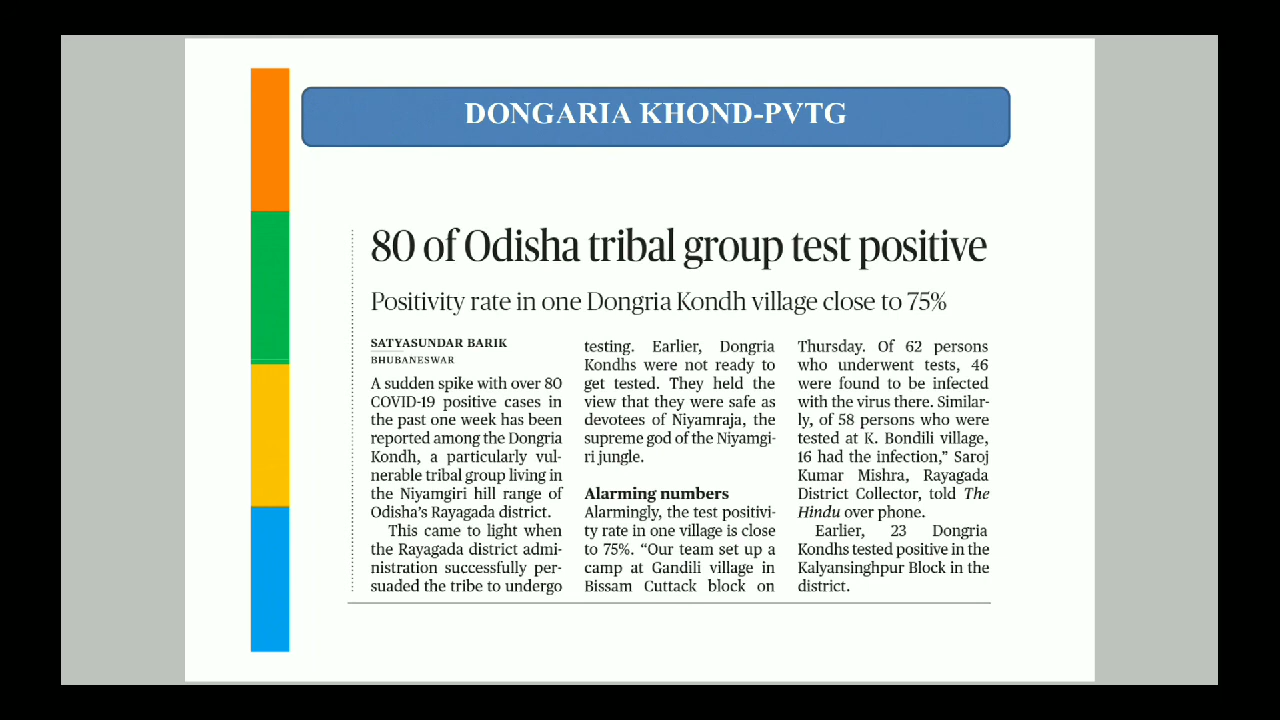 DONGARIA KHOND-PVTG
80 of Odisha tribal group test positive
Positivity rate in one Dongria Kondh village close to 75%
SATYASUNDAR BARIK
BHUBANESWAR
A sudden spike with over 80
COVID-19 positive cases in
the past one week has been
reported among the Dongria
Kondh, a particularly vul-
nerable tribal group living in
the Niyamgiri hill range of
Odisha's Rayagada district.
This came to light when
the Rayagada district admi-
nistration successfully per-
suaded the tribe to undergo
testing. Earlier, Dongria
Kondhs were not ready to
get tested. They held the
view that they were safe as
devotees of Niyamraja, the
supreme god of the Niyamgi-
ri jungle.
Alarming numbers
Alarmingly, the test positivi-
ty rate in one village is close
to 75%. “Our team set up a
camp at Gandili village in
Bissam Cuttack block on
Thursday. Of 62 persons
who underwent tests, 46
were found to be infected
with the virus there. Similar-
ly, of 58 persons who were
tested at K. Bondili village,
16 had the infection,” Saroj
Kumar Mishra, Rayagada
District Collector, told The
Hindu over phone.
Earlier, 23 Dongria
Kondhs tested positive in the
Kalyansinghpur Block in the
district.